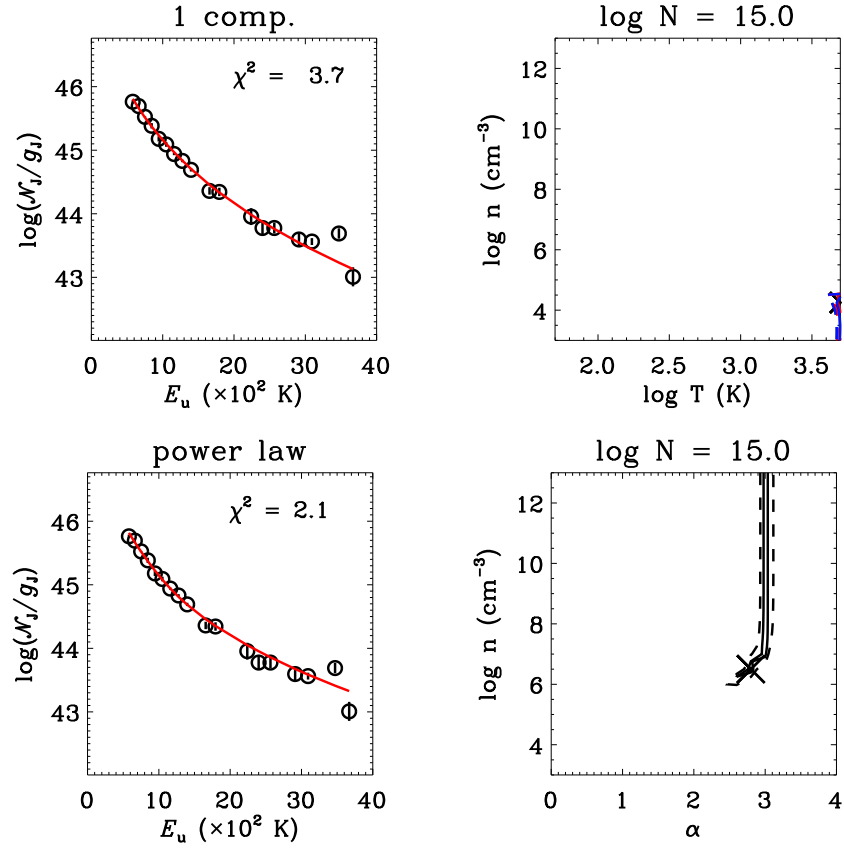 1 comp.
χ² = 3.7
46
45
44
43
log(𝒩J/gJ)
0 10 20 30 40
Eu (×10² K)
log N = 15.0
12
10
8
6
4
log n (cm⁻³)
2.0 2.5 3.0 3.5
log T (K)
power law
χ² = 2.1
46
45
44
43
log(𝒩J/gJ)
0 10 20 30 40
Eu (×10² K)
log N = 15.0
12
10
8
6
4
log n (cm⁻³)
0 1 2 3 4
α